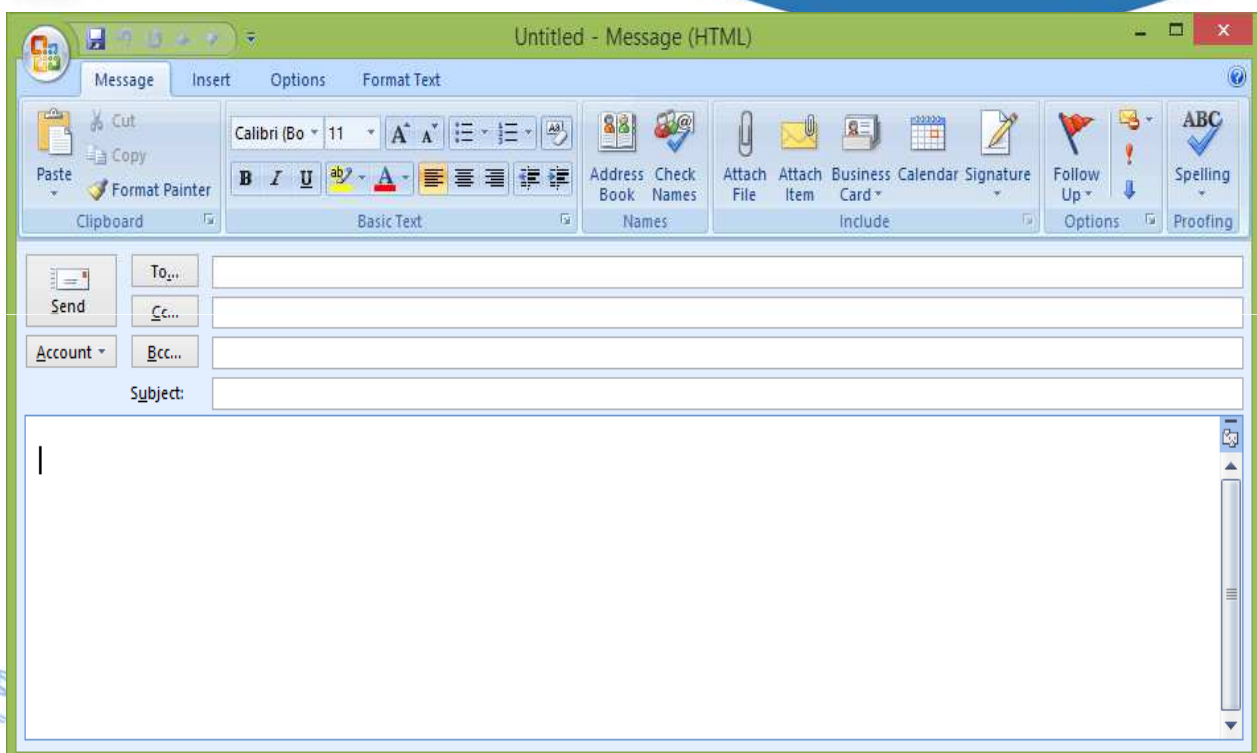 Untitled - Message (HTML)
Message Insert Options Format Text
Cut
Copy
Paste
Format Painter
Clipboard
Calibri (Bo 11 A A
B I U ab A
Basic Text
Address Book
Check Names
Names
Attach File
Attach Item
Business Card
Calendar
Signature
Include
Follow Up
Options
ABC
Spelling
Proofing
Send
To...
Cc...
Account
Bcc...
Subject: